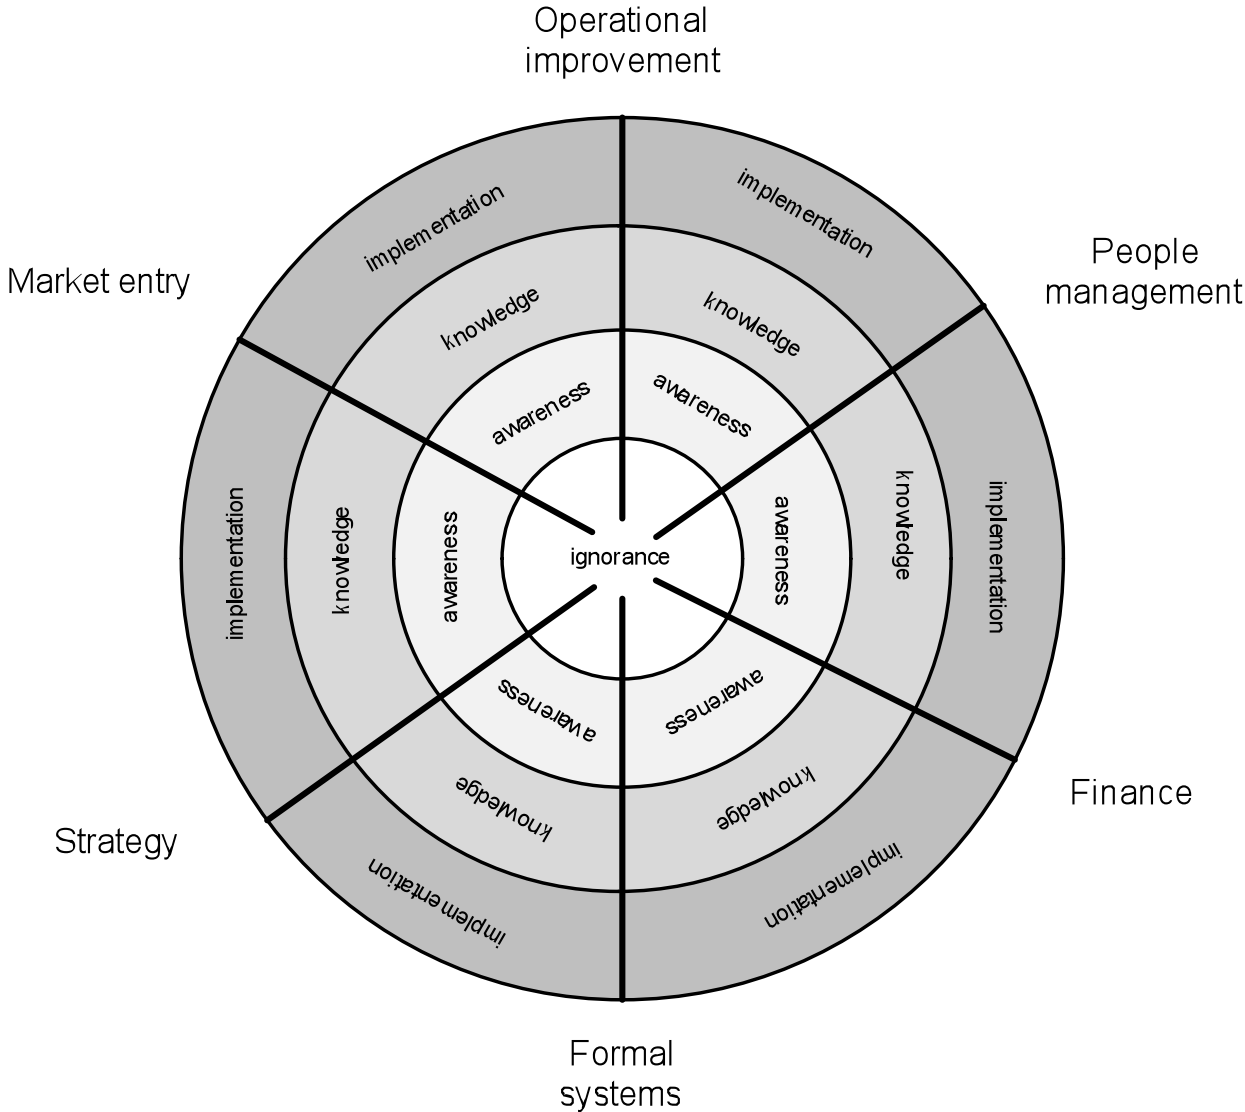 Operational
improvement
implementation
implementation
People
management
Market entry
knowledge
knowledge
awareness
awareness
implementation
knowledge
awareness
ignorance
awareness
knowledge
implementation
awareness
awareness
knowledge
knowledge
Finance
Strategy
implementation
implementation
Formal
systems